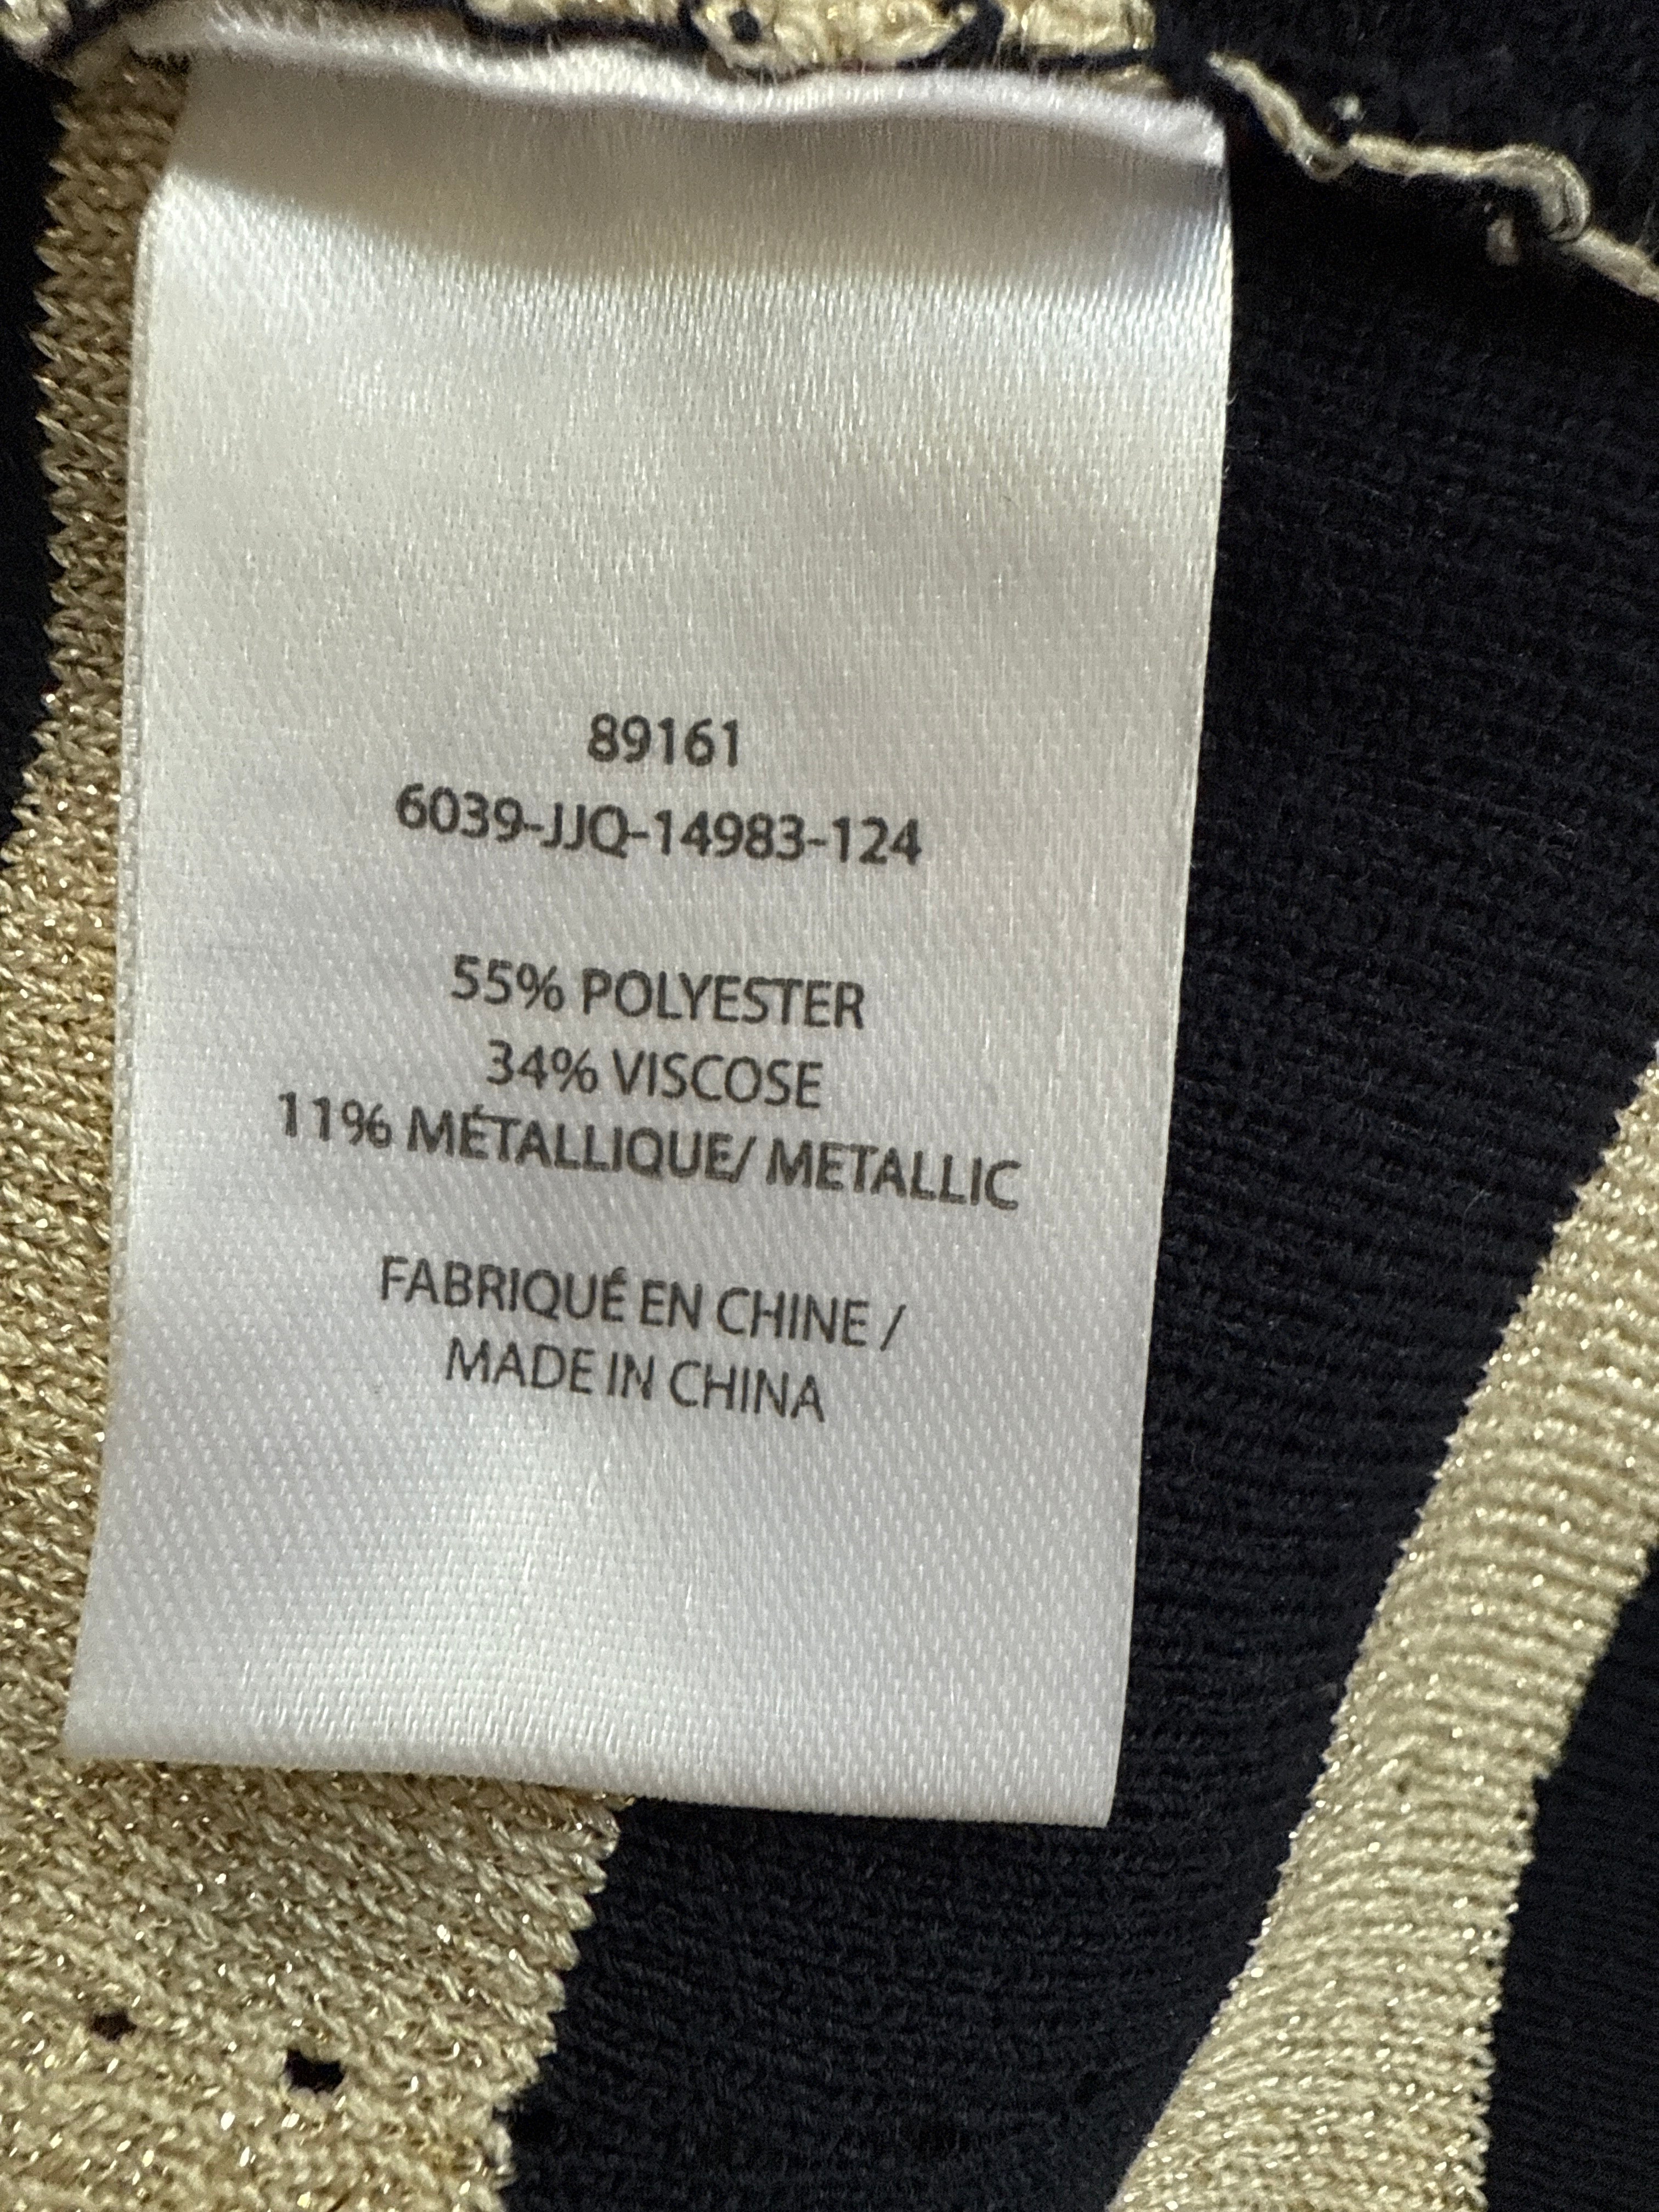 89161
6039-JJQ-14983-124
55% POLYESTER
34% VISCOSE
11% MÉTALLIQUE/ METALLIC
FABRIQUÉ EN CHINE /
MADE IN CHINA